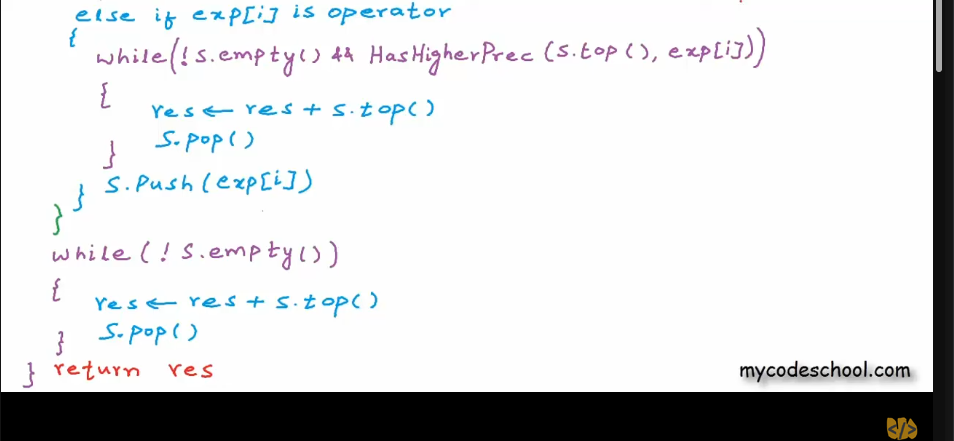 else if exp[i] is operator
{
while(!s.empty() && HasHigherPrec(s.top(), exp[i]))
{
res ← res + s.top()
S.pop()
}
} S.Push(exp[i])
}
while(!s.empty())
{
res ← res + s.top()
S.pop()
}
} return res
mycodeschool.com
</>